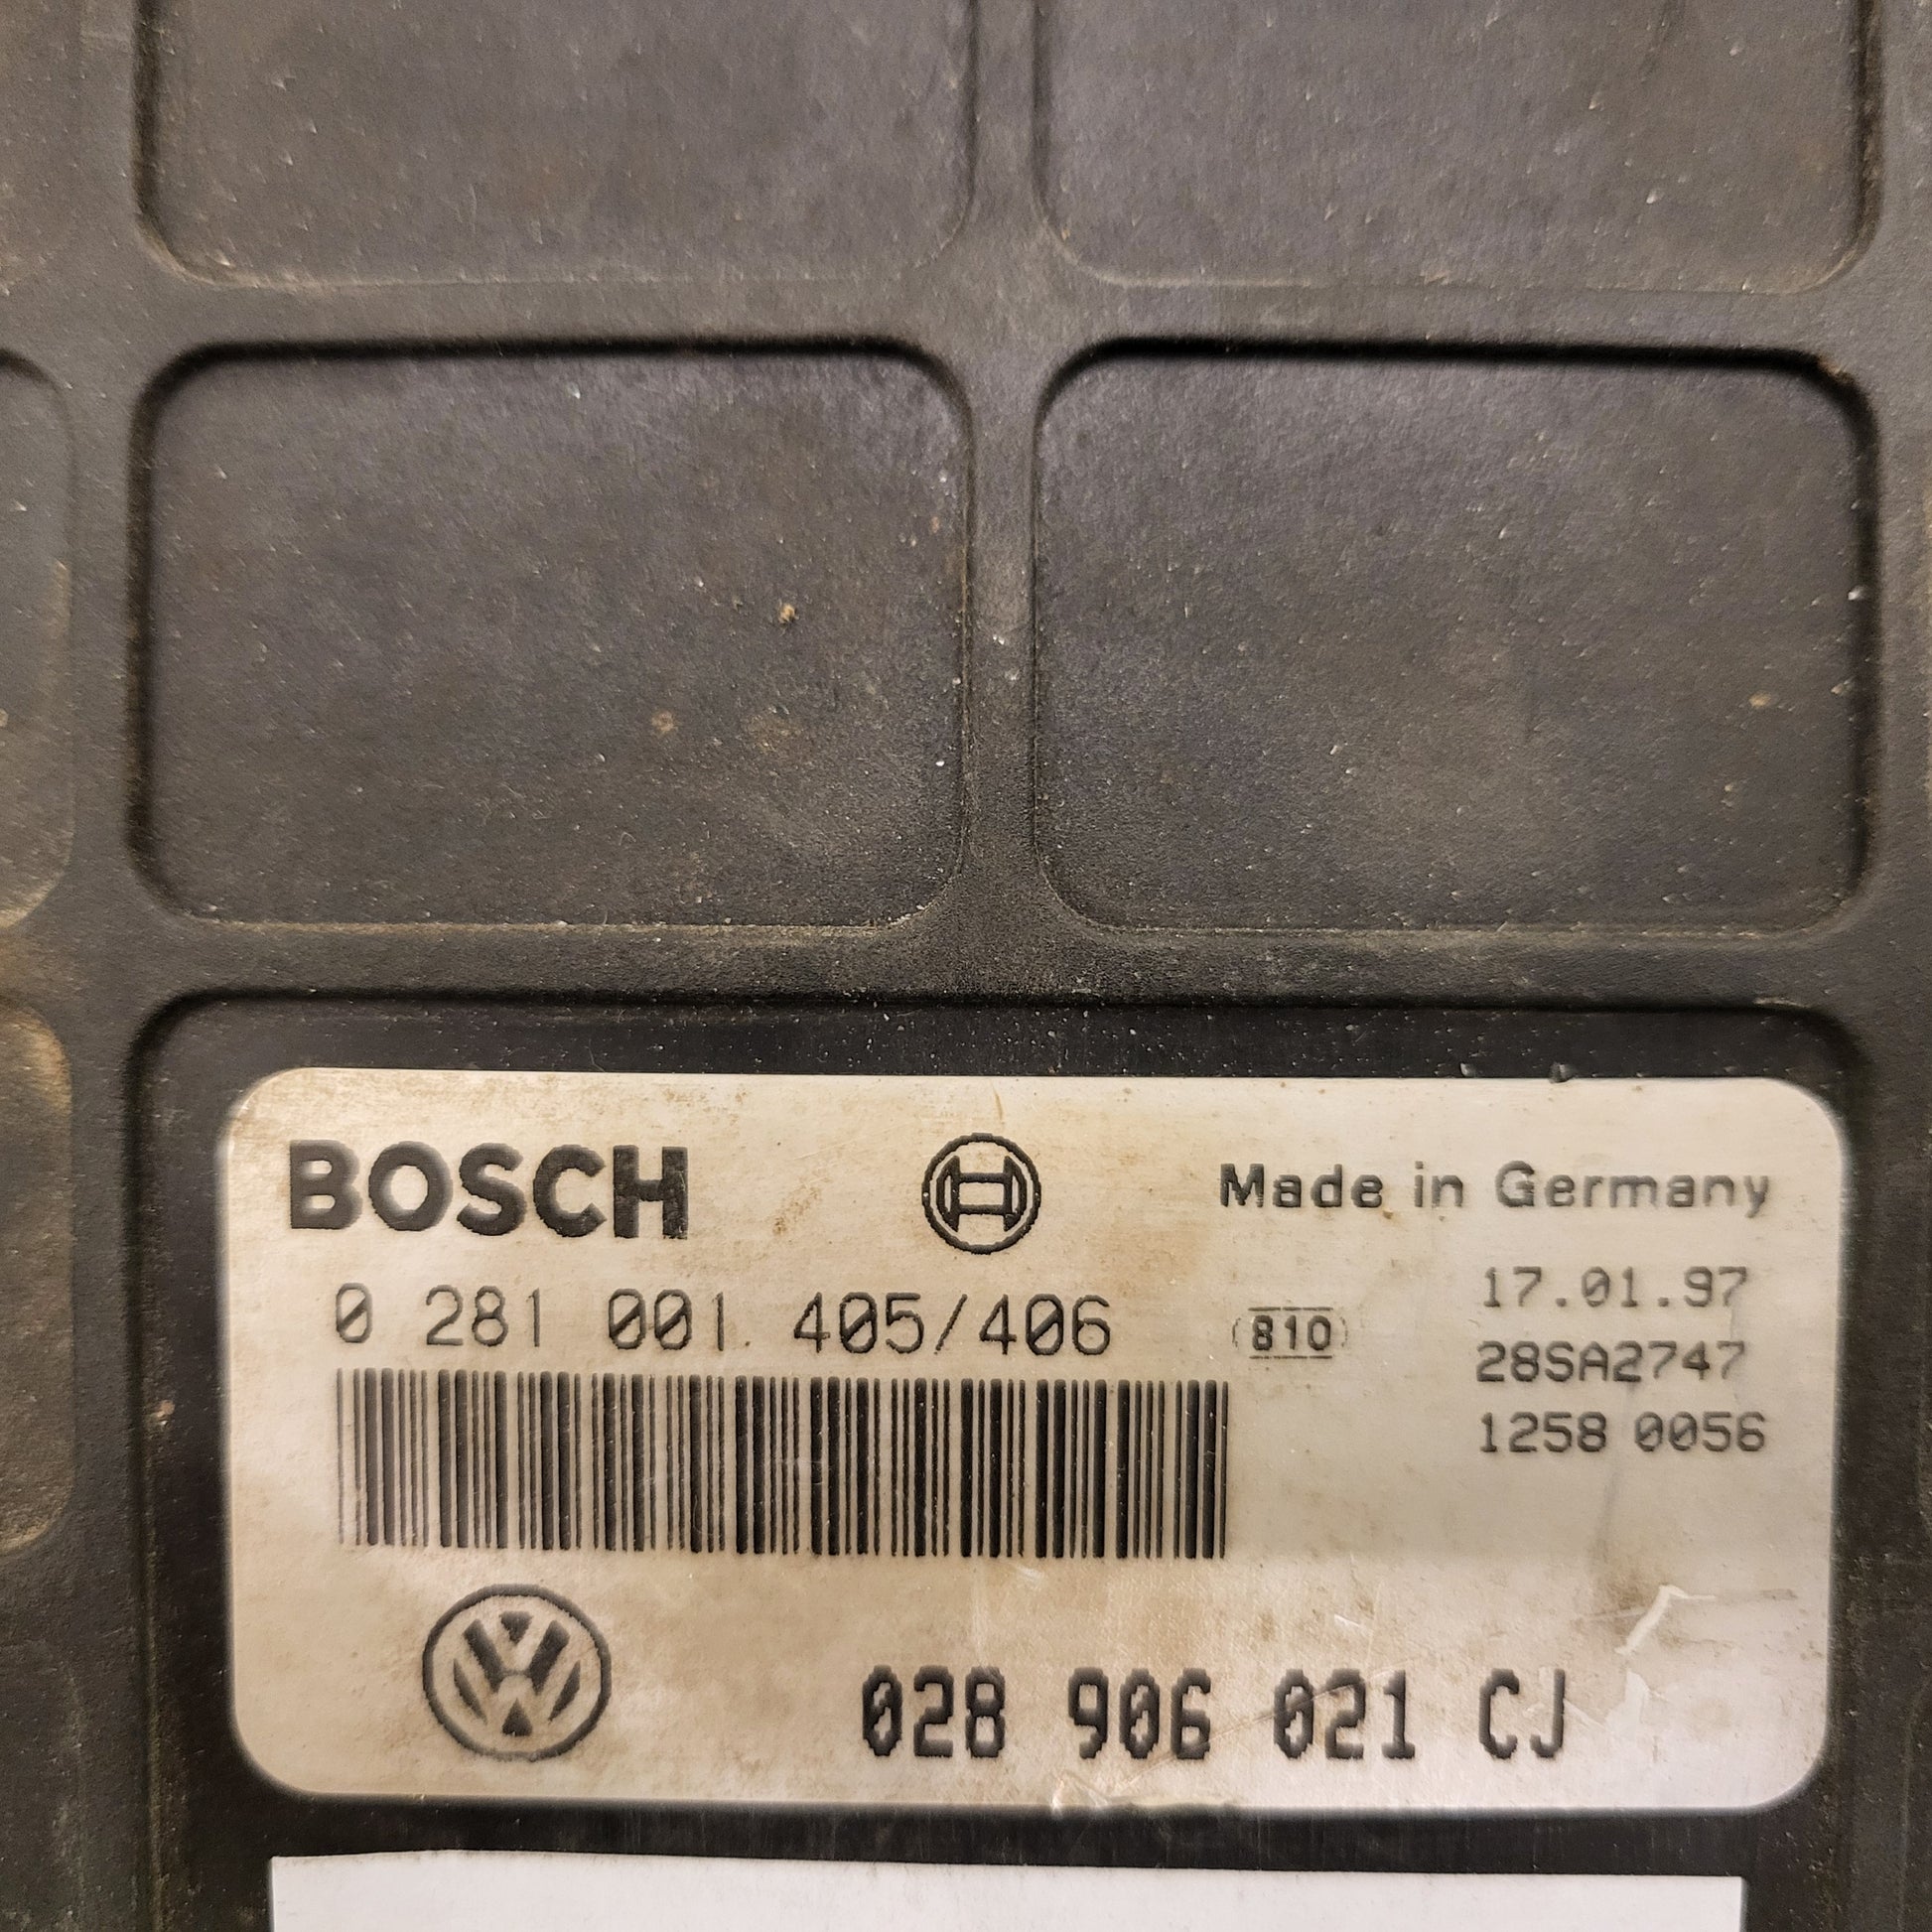 BOSCH Made in Germany
0 281 001 405/406 (810) 17.01.97
28SA2747
1258 0056
028 906 021 CJ